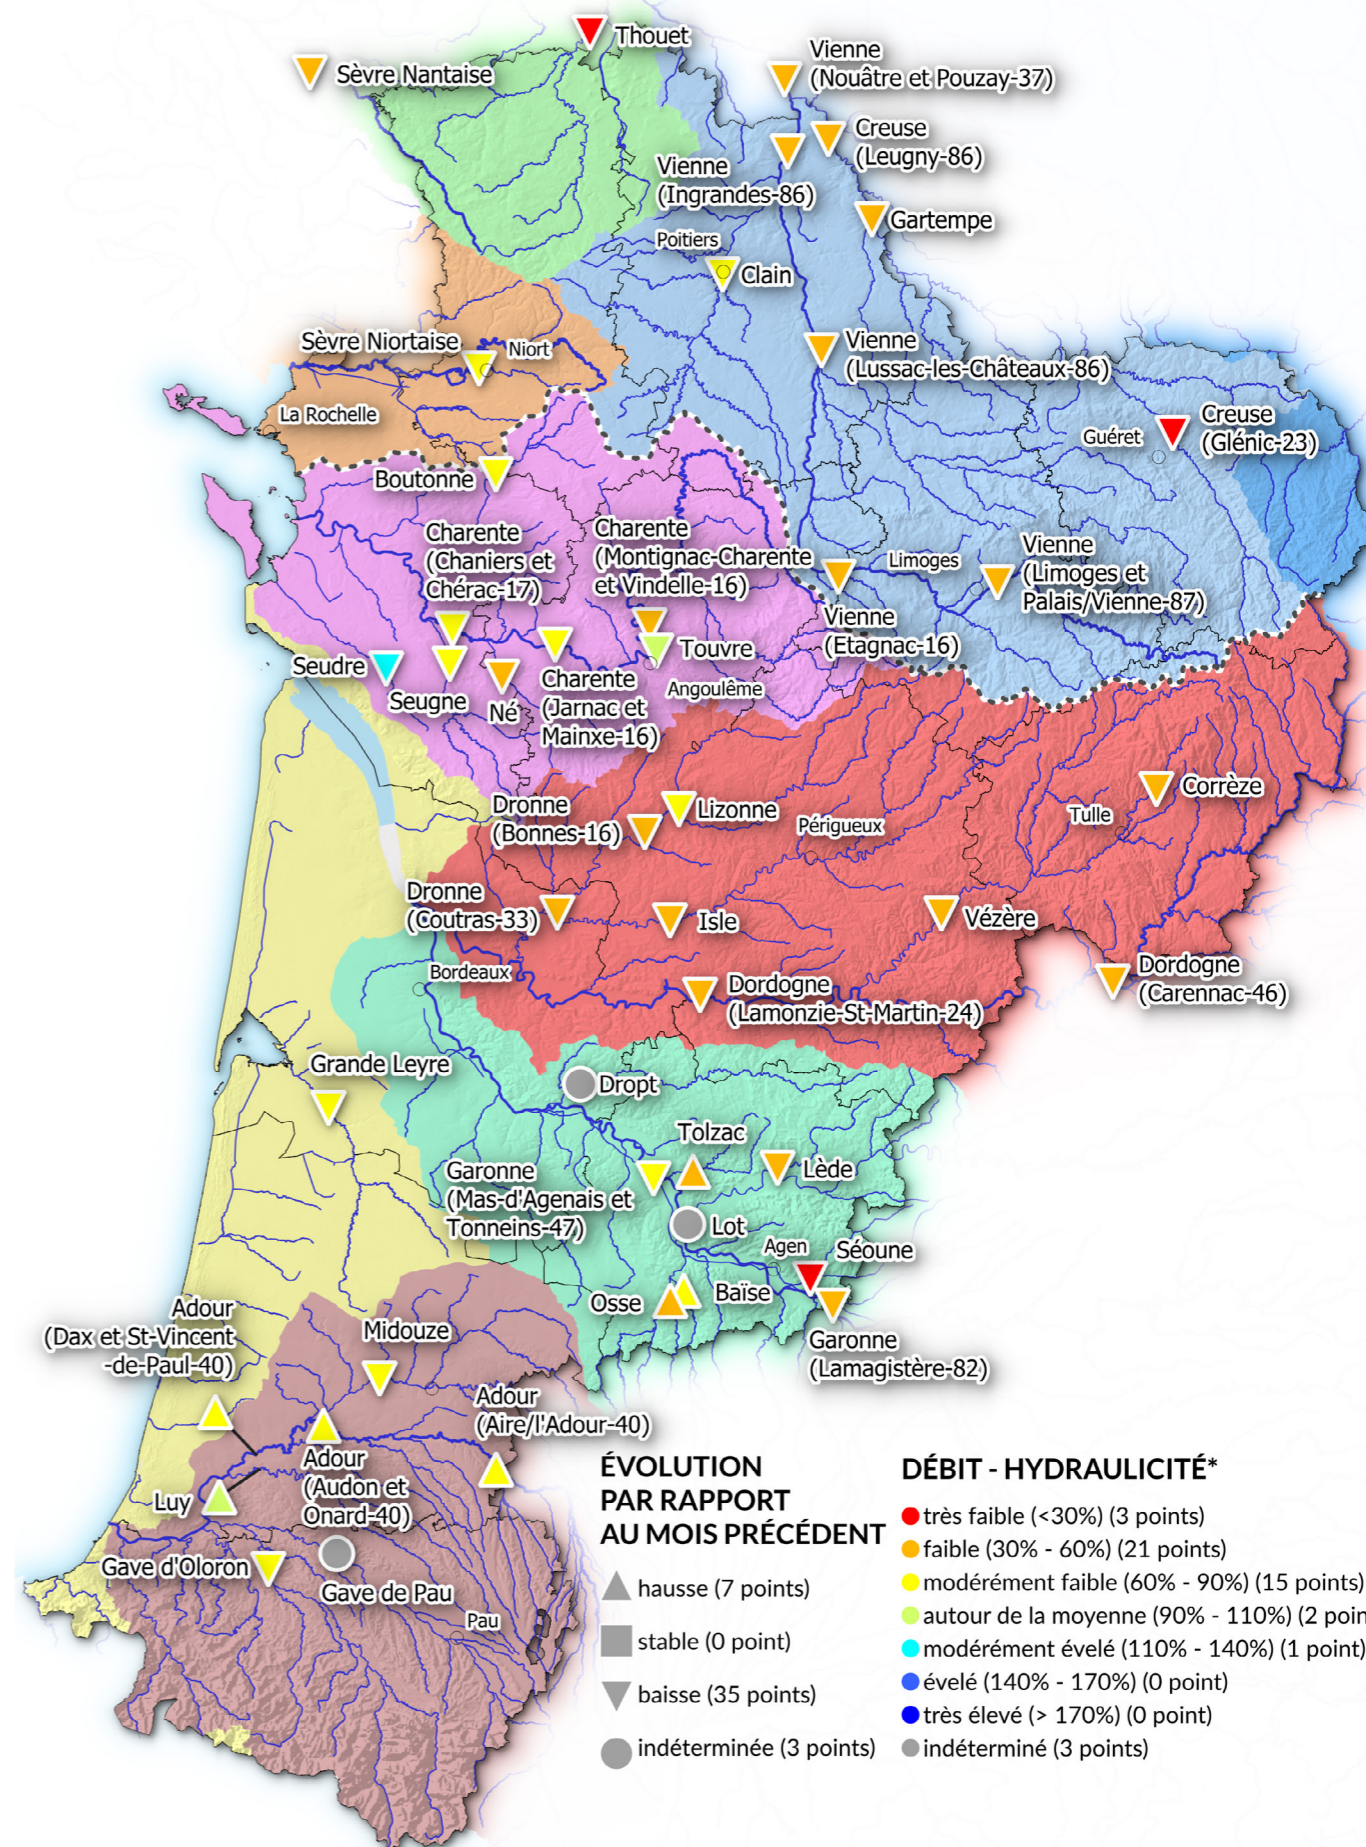 Thouet
Sèvre Nantaise
Vienne
(Nouâtre et Pouzay-37)
Creuse
(Leugny-86)
Vienne
(Ingrandes-86)
Gartempe
Poitiers
Clain
Sèvre Niortaise
Niort
Vienne
(Lussac-les-Châteaux-86)
La Rochelle
Creuse
(Glénic-23)
Guéret
Boutonne
Charente
(Chaniers et
Chérac-17)
Charente
(Montignac-Charente
et Vindelle-16)
Limoges
Vienne
(Limoges et
Palais/Vienne-87)
Vienne
(Etagnac-16)
Seudre
Seugne
Né
Charente
(Jarnac et
Mainxe-16)
Touvre
Angoulême
Dronne
(Bonnes-16)
Lizonne
Périgueux
Tulle
Corrèze
Dronne
(Coutras-33)
Isle
Vézère
Bordeaux
Dordogne
(Lamonzie-St-Martin-24)
Dordogne
(Carennac-46)
Grande Leyre
Dropt
Tolzac
Garonne
(Mas-d'Agenais et
Tonneins-47)
Lède
Lot
Agen
Séoune
Osse
Baïse
Garonne
(Lamagistère-82)
Adour
(Dax et St-Vincent
-de-Paul-40)
Midouze
Adour
(Aire/l'Adour-40)
Adour
(Audon et
Onard-40)
Luy
Gave d'Oloron
Gave de Pau
Pau
ÉVOLUTION
PAR RAPPORT
AU MOIS PRÉCÉDENT
hausse (7 points)
stable (0 point)
baisse (35 points)
indéterminée (3 points)
DÉBIT - HYDRAULICITÉ*
très faible (<30%) (3 points)
faible (30% - 60%) (21 points)
modérément faible (60% - 90%) (15 points)
autour de la moyenne (90% - 110%) (2 poin
modérément évelé (110% - 140%) (1 point)
évelé (140% - 170%) (0 point)
très élevé (> 170%) (0 point)
indéterminé (3 points)